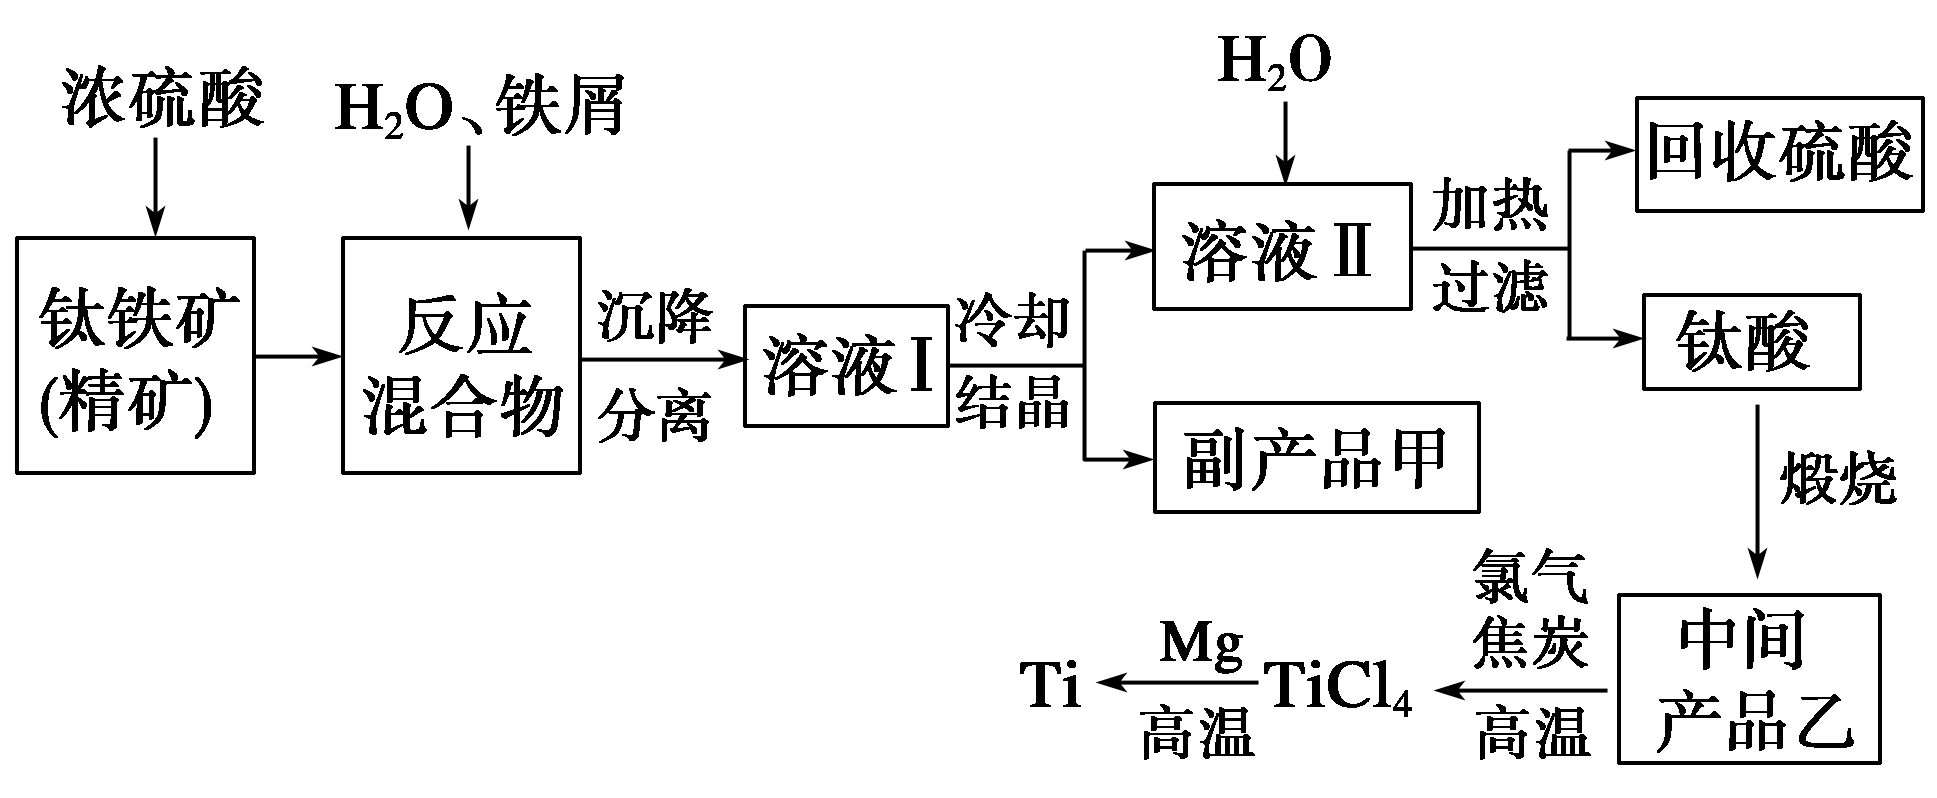 浓硫酸
H₂O、铁屑
H₂O
钛铁矿
(精矿)
反应
混合物
沉降
分离
溶液Ⅰ
冷却
结晶
溶液Ⅱ
副产品甲
加热
过滤
回收硫酸
钛酸
煅烧
中间
产品乙
氯气
焦炭
高温
TiCl₄
Mg
高温
Ti